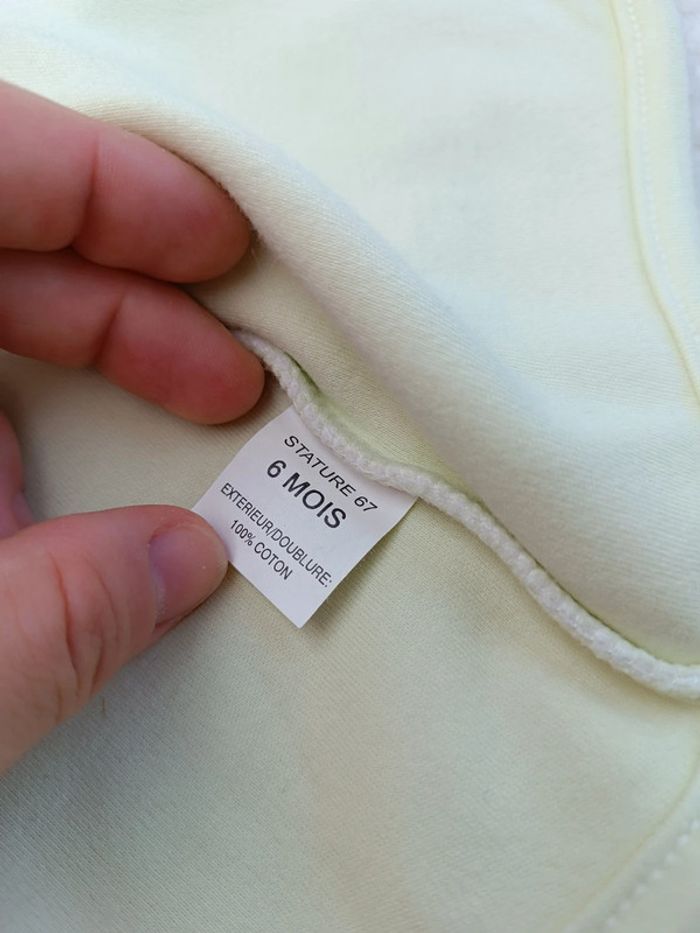 STATURE 67
6 MOIS
EXTERIEUR/DOUBLURE:
100% COTON